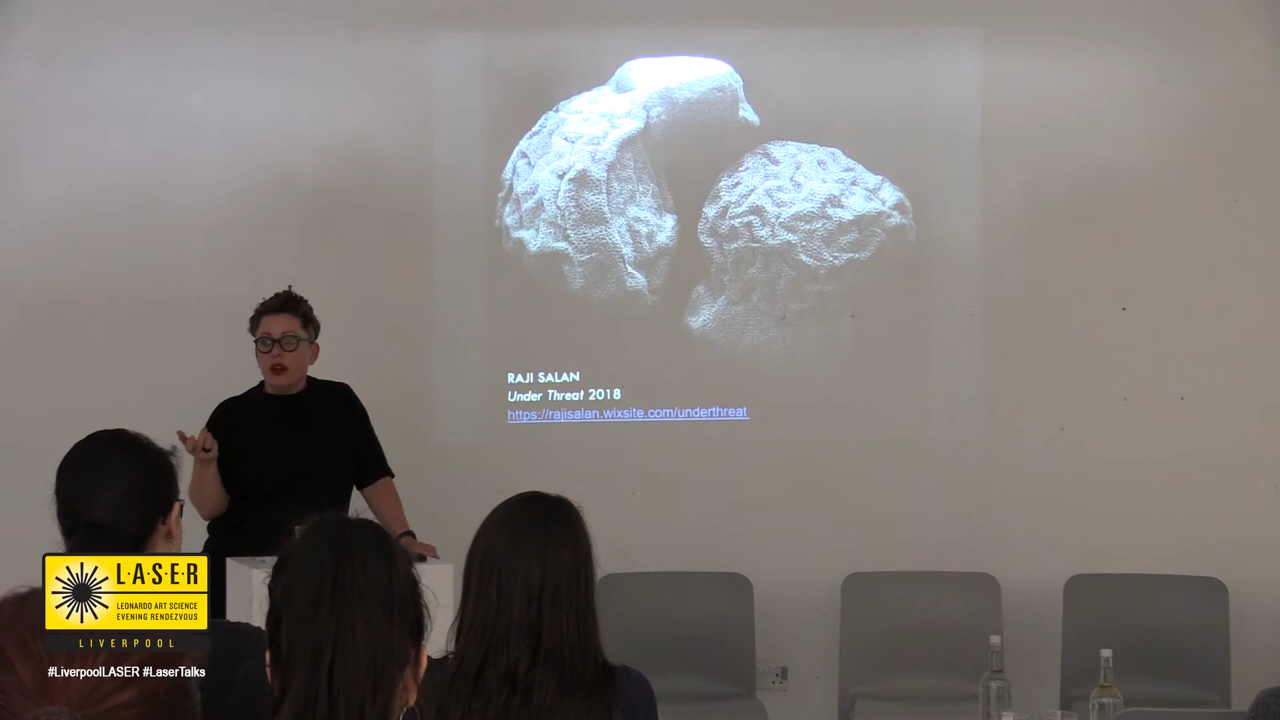 RAJI SALAN
Under Threat 2018
https://rajisalan.wixsite.com/underthreat
L·A·S·E·R
LEONARDO ART SCIENCE
EVENING RENDEZVOUS
LIVERPOOL
#LiverpoolLASER #LaserTalks